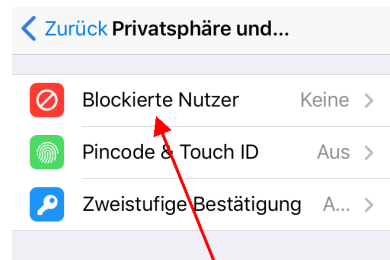 Zurück Privatsphäre und...
Blockierte Nutzer Keine
Pincode & Touch ID Aus
Zweistufige Bestätigung A...